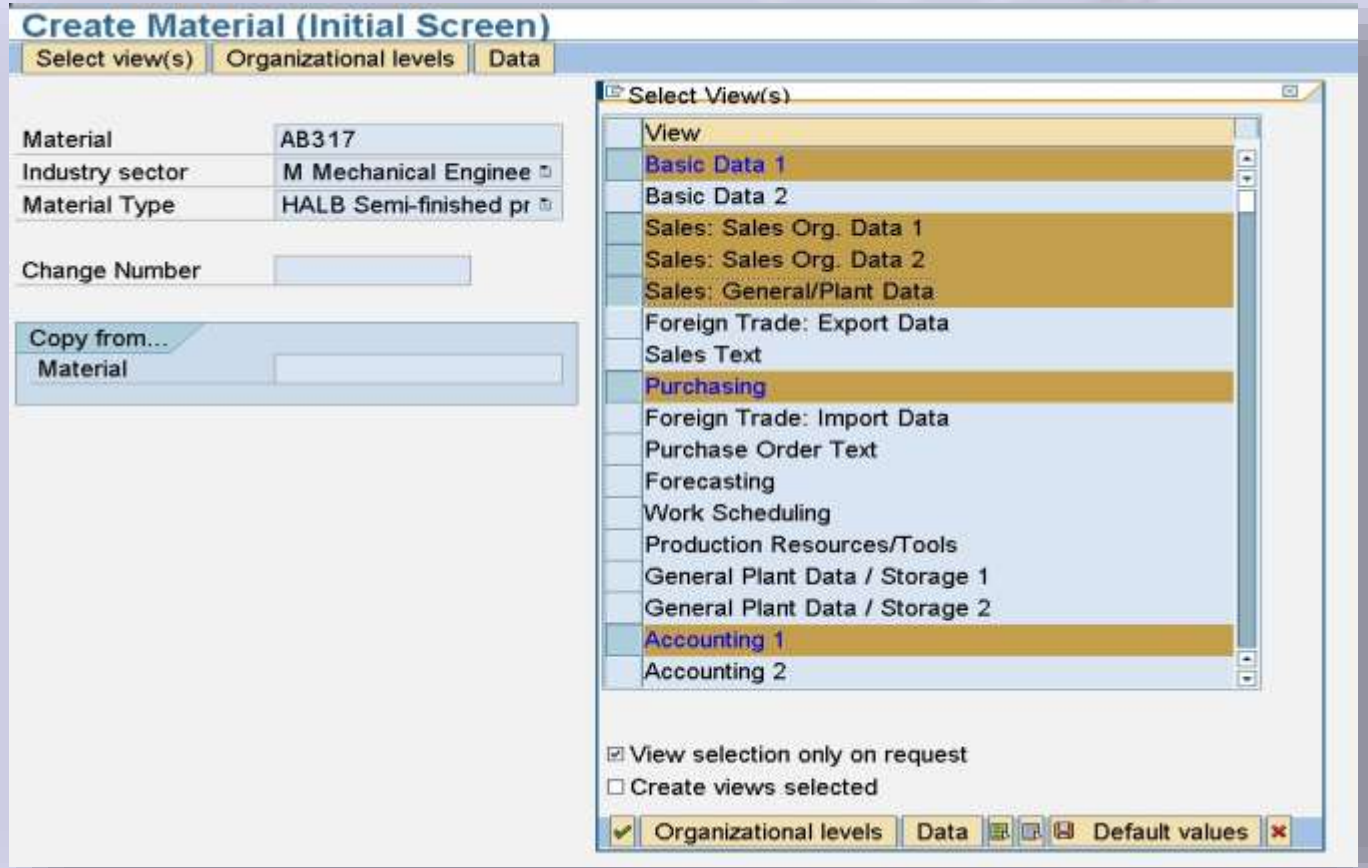 Create Material (Initial Screen)
Select view(s) Organizational levels Data
Material AB317
Industry sector M Mechanical Enginee
Material Type HALB Semi-finished pr
Change Number
Copy from...
Material
Select View(s)
View
Basic Data 1
Basic Data 2
Sales: Sales Org. Data 1
Sales: Sales Org. Data 2
Sales: General/Plant Data
Foreign Trade: Export Data
Sales Text
Purchasing
Foreign Trade: Import Data
Purchase Order Text
Forecasting
Work Scheduling
Production Resources/Tools
General Plant Data / Storage 1
General Plant Data / Storage 2
Accounting 1
Accounting 2
View selection only on request
Create views selected
Organizational levels Data Default values